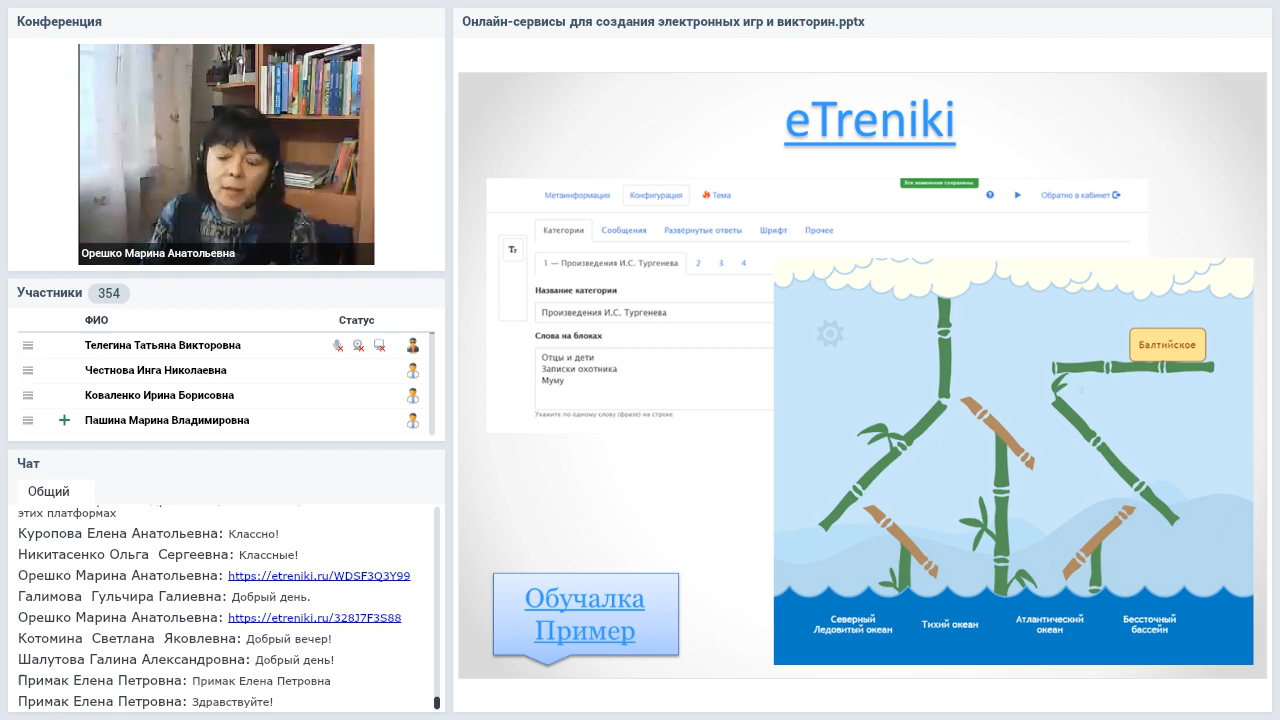 Конференция
Орешко Марина Анатольевна
Участники 354
ФИО Статус
Телегина Татьяна Викторовна
Честнова Инга Николаевна
Коваленко Ирина Борисовна
Пашина Марина Владимировна
Чат
Общий
этих платформах
Куропова Елена Анатольевна: Классно!
Никитасенко Ольга Сергеевна: Классные!
Орешко Марина Анатольевна: https://etreniki.ru/WDSF3Q3Y99
Галимова Гульчира Галиевна: Добрый день.
Орешко Марина Анатольевна: https://etreniki.ru/328J7F3S88
Котомина Светлана Яковлевна: Добрый вечер!
Шалутова Галина Александровна: Добрый день!
Примак Елена Петровна: Примак Елена Петровна
Примак Елена Петровна: Здравствуйте!
Онлайн-сервисы для создания электронных игр и викторин.pptx
eTreniki
Все изменения сохранены
Метаинформация Конфигурация Тема Обратно в кабинет
Категории Сообщения Развёрнутые ответы Шрифт Прочее
1 — Произведения И.С. Тургенева 2 3 4
Название категории
Произведения И.С. Тургенева
Слова на блоках
Отцы и дети
Записки охотника
Муму
Укажите по одному слову (фразе) на строке
Балтийское
Северный
Ледовитый океан
Тихий океан
Атлантический
океан
Бессточный
бассейн
Обучалка
Пример